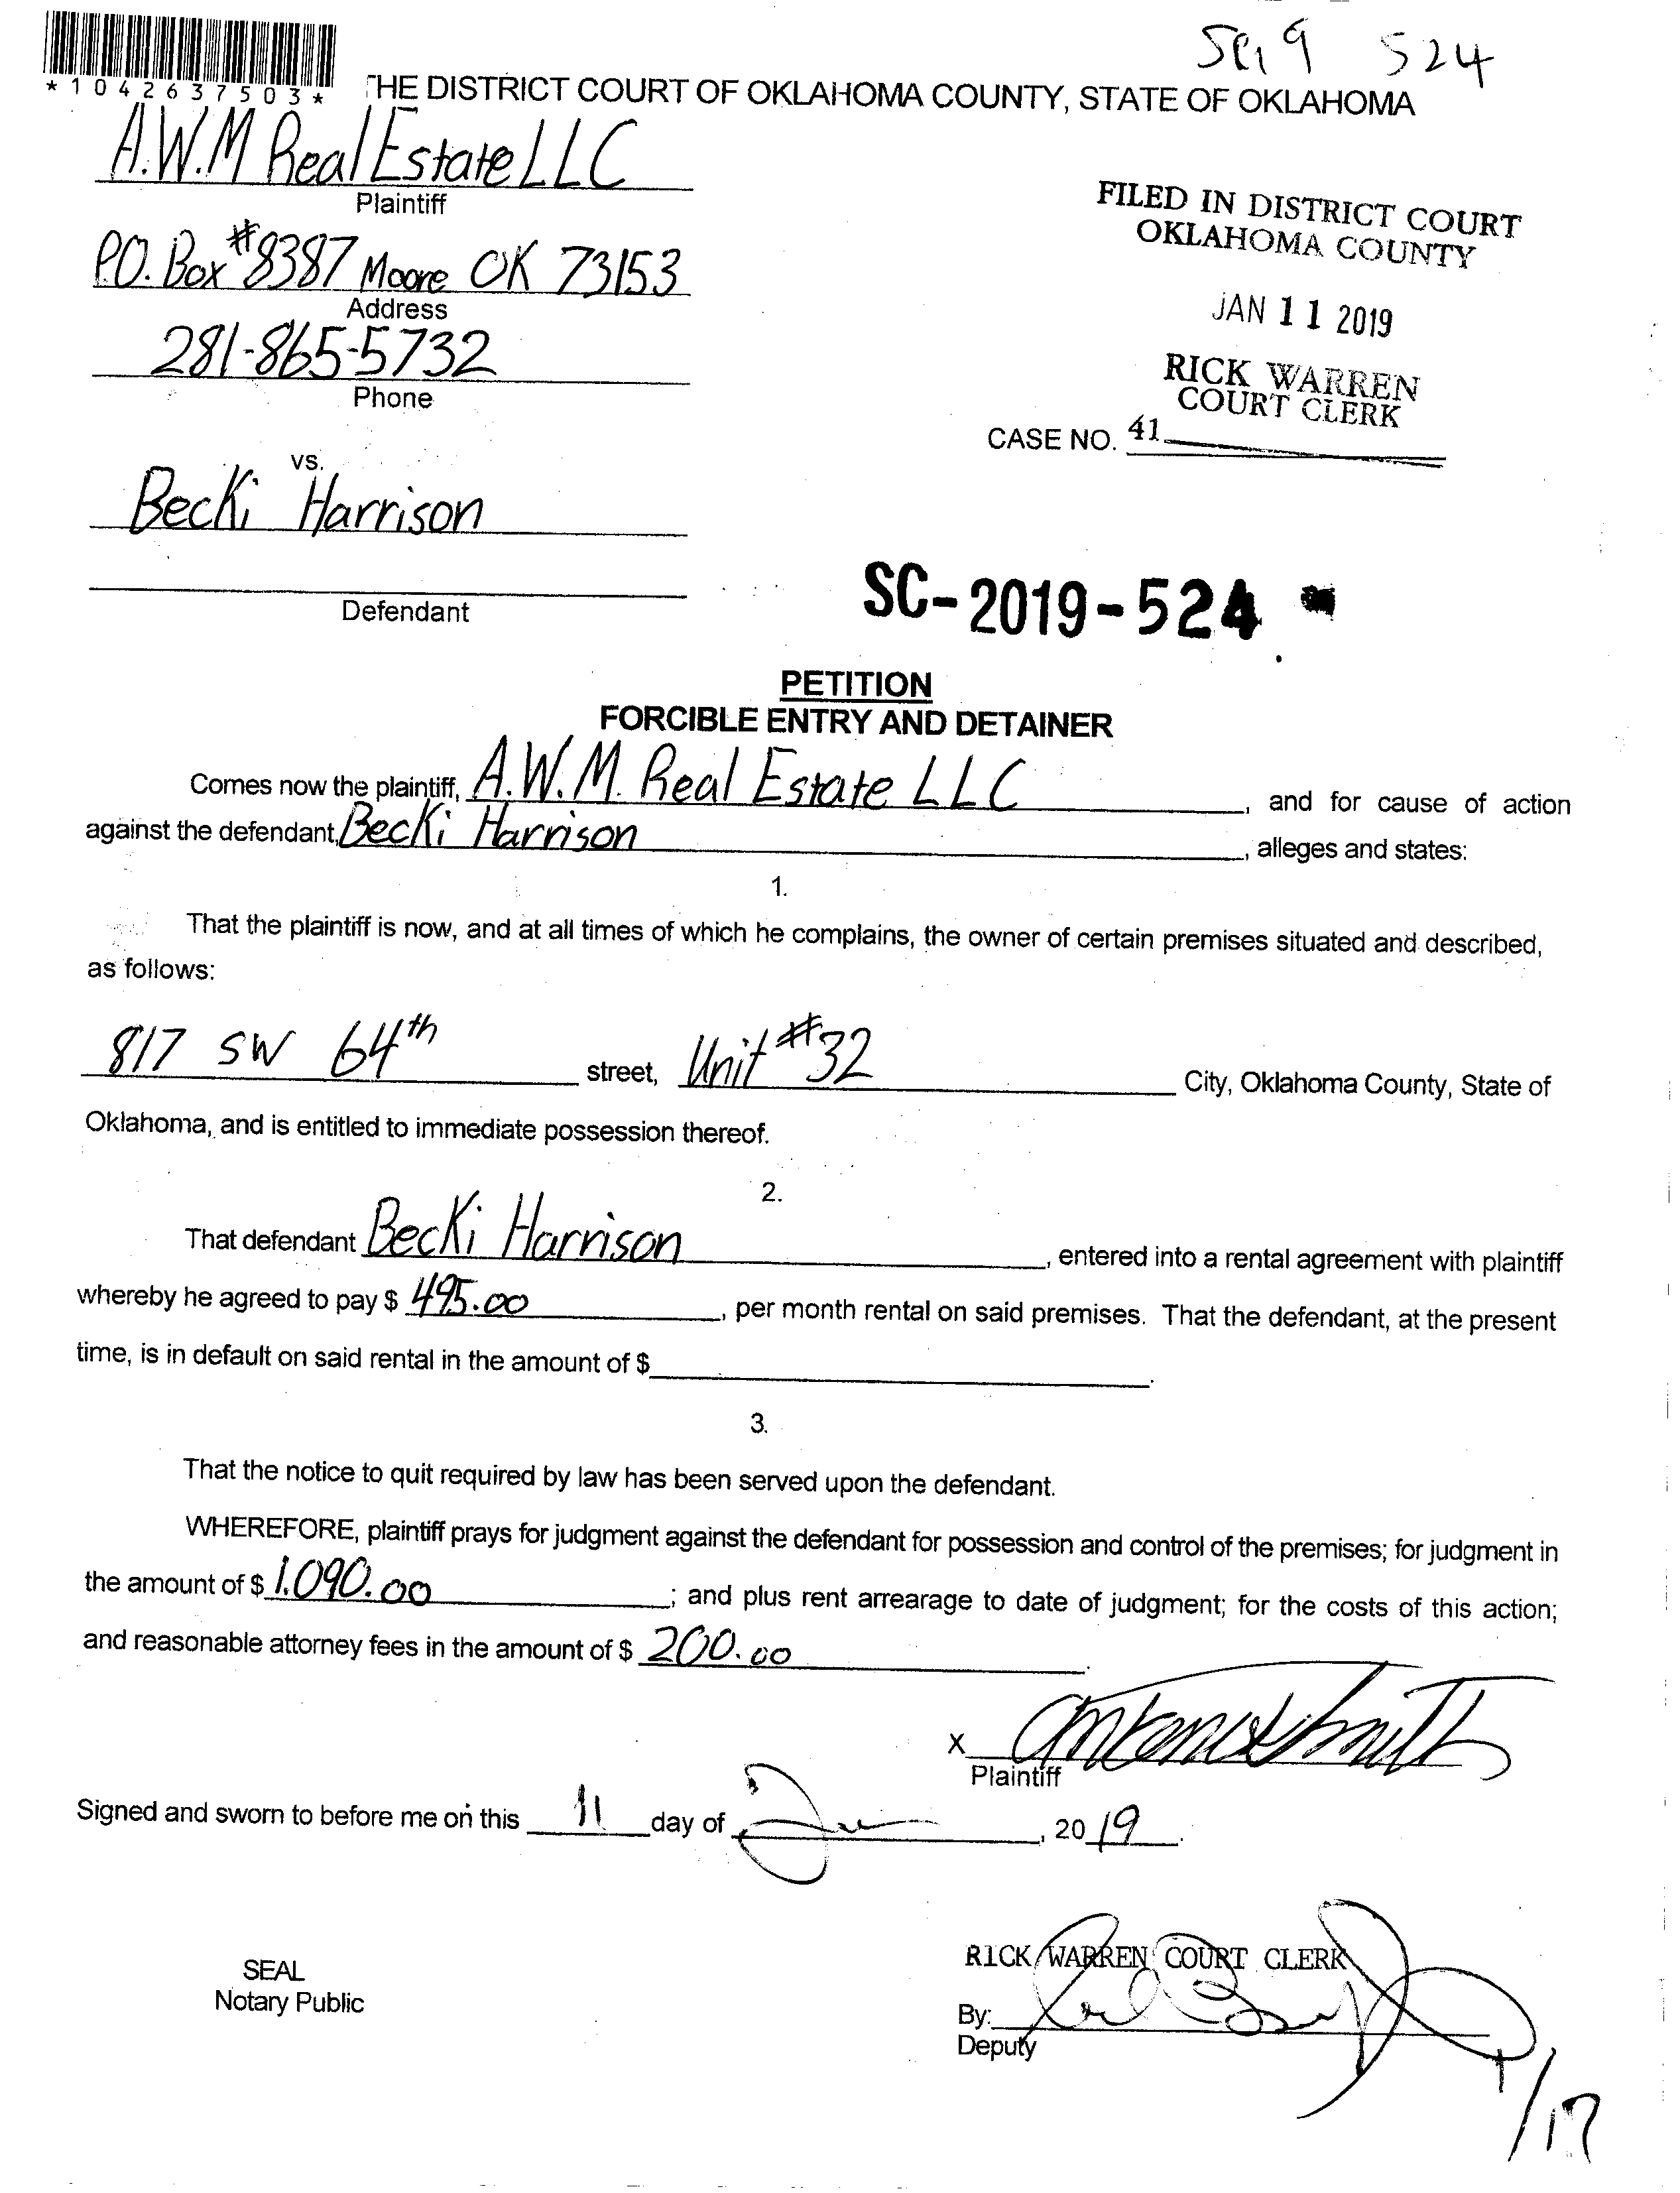 SC19 524
*1042637503*
THE DISTRICT COURT OF OKLAHOMA COUNTY, STATE OF OKLAHOMA
A.W.M Real Estate LLC
Plaintiff
P.O. Box #8387 Moore OK 73153
Address
281-865-5732
Phone
FILED IN DISTRICT COURT
OKLAHOMA COUNTY
JAN 11 2019
RICK WARREN
COURT CLERK
CASE NO. 41
vs.
Becki Harrison
Defendant
SC-2019-524
PETITION
FORCIBLE ENTRY AND DETAINER
Comes now the plaintiff, A.W.M. Real Estate LLC, and for cause of action
against the defendant, Becki Harrison, alleges and states:
1.
That the plaintiff is now, and at all times of which he complains, the owner of certain premises situated and described,
as follows:
817 SW 64th street, Unit #32 City, Oklahoma County, State of
Oklahoma, and is entitled to immediate possession thereof.
2.
That defendant Becki Harrison, entered into a rental agreement with plaintiff
whereby he agreed to pay $ 495.00, per month rental on said premises. That the defendant, at the present
time, is in default on said rental in the amount of $
3.
That the notice to quit required by law has been served upon the defendant.
WHEREFORE, plaintiff prays for judgment against the defendant for possession and control of the premises; for judgment in
the amount of $ 1,090.00; and plus rent arrearage to date of judgment; for the costs of this action;
and reasonable attorney fees in the amount of $ 200.00.
X
Plaintiff
Signed and sworn to before me on this 11 day of Jan, 2019.
SEAL
Notary Public
RICK WARREN COURT CLERK
By:
Deputy
1/17